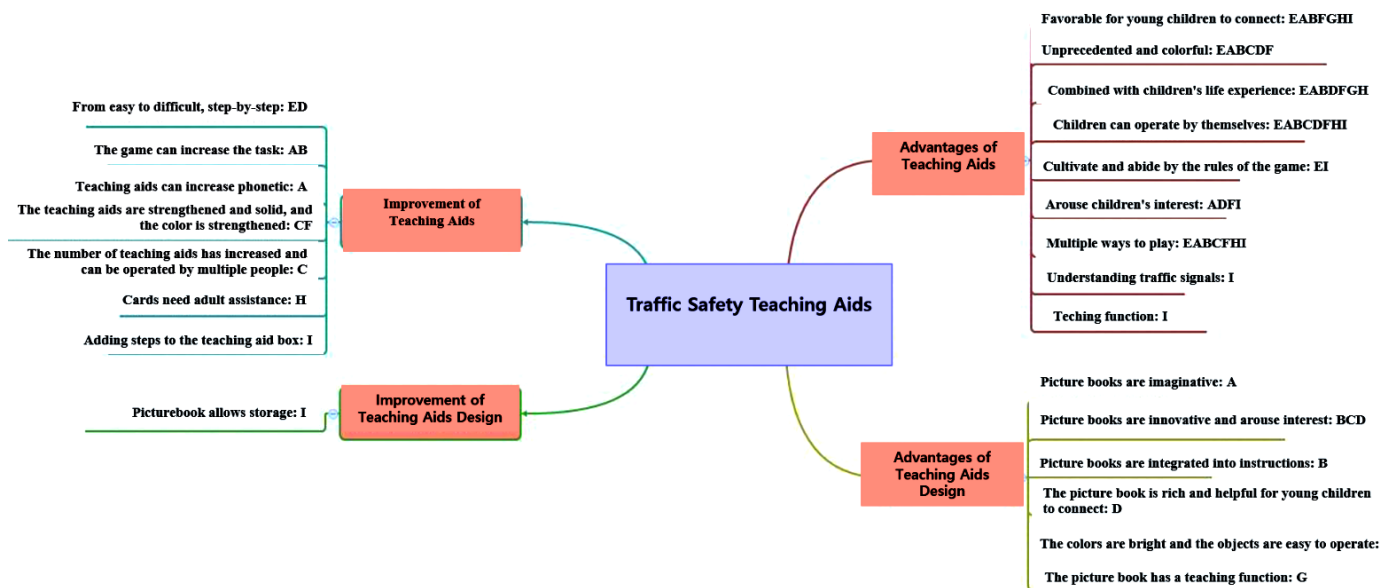 Traffic Safety Teaching Aids
Improvement of
Teaching Aids
From easy to difficult, step-by-step: ED
The game can increase the task: AB
Teaching aids can increase phonetic: A
The teaching aids are strengthened and solid, and
the color is strengthened: CF
The number of teaching aids has increased and
can be operated by multiple people: C
Cards need adult assistance: H
Adding steps to the teaching aid box: I
Improvement of
Teaching Aids Design
Picturebook allows storage: I
Advantages of
Teaching Aids
Favorable for young children to connect: EABFGHI
Unprecedented and colorful: EABCDF
Combined with children's life experience: EABDFGH
Children can operate by themselves: EABCDFHI
Cultivate and abide by the rules of the game: EI
Arouse children's interest: ADFI
Multiple ways to play: EABCFHI
Understanding traffic signals: I
Teching function: I
Advantages of
Teaching Aids
Design
Picture books are imaginative: A
Picture books are innovative and arouse interest: BCD
Picture books are integrated into instructions: B
The picture book is rich and helpful for young children
to connect: D
The colors are bright and the objects are easy to operate:
The picture book has a teaching function: G